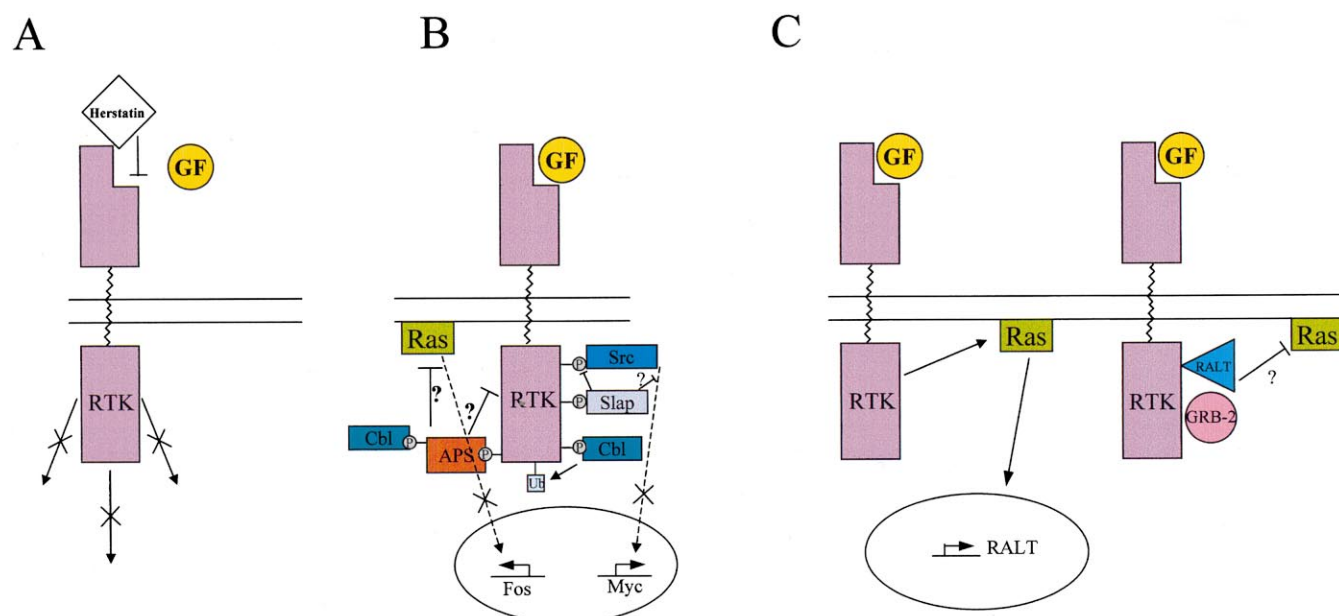 A
B
C
Herstatin
GF
RTK
GF
Ras
RTK
P
Src
?
P
Slap
?
?
Cbl
P
APS
P
P
Cbl
Ub
Fos
Myc
GF
GF
Ras
Ras
RTK
RTK
RALT
?
GRB-2
RALT